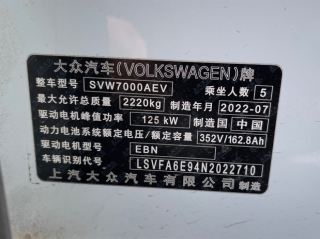 大众汽车(VOLKSWAGEN)牌
整车型号 SVW7000AEV 乘坐人数 5
最大允许总质量 2220kg 制造年月 2022-07
驱动电机峰值功率 125 kW 制造国 中国
动力电池系统额定电压/额定容量 352V/162.8Ah
驱动电机型号 EBN
车辆识别代号 LSVFA6E94N2022710
上汽大众汽车有限公司制造